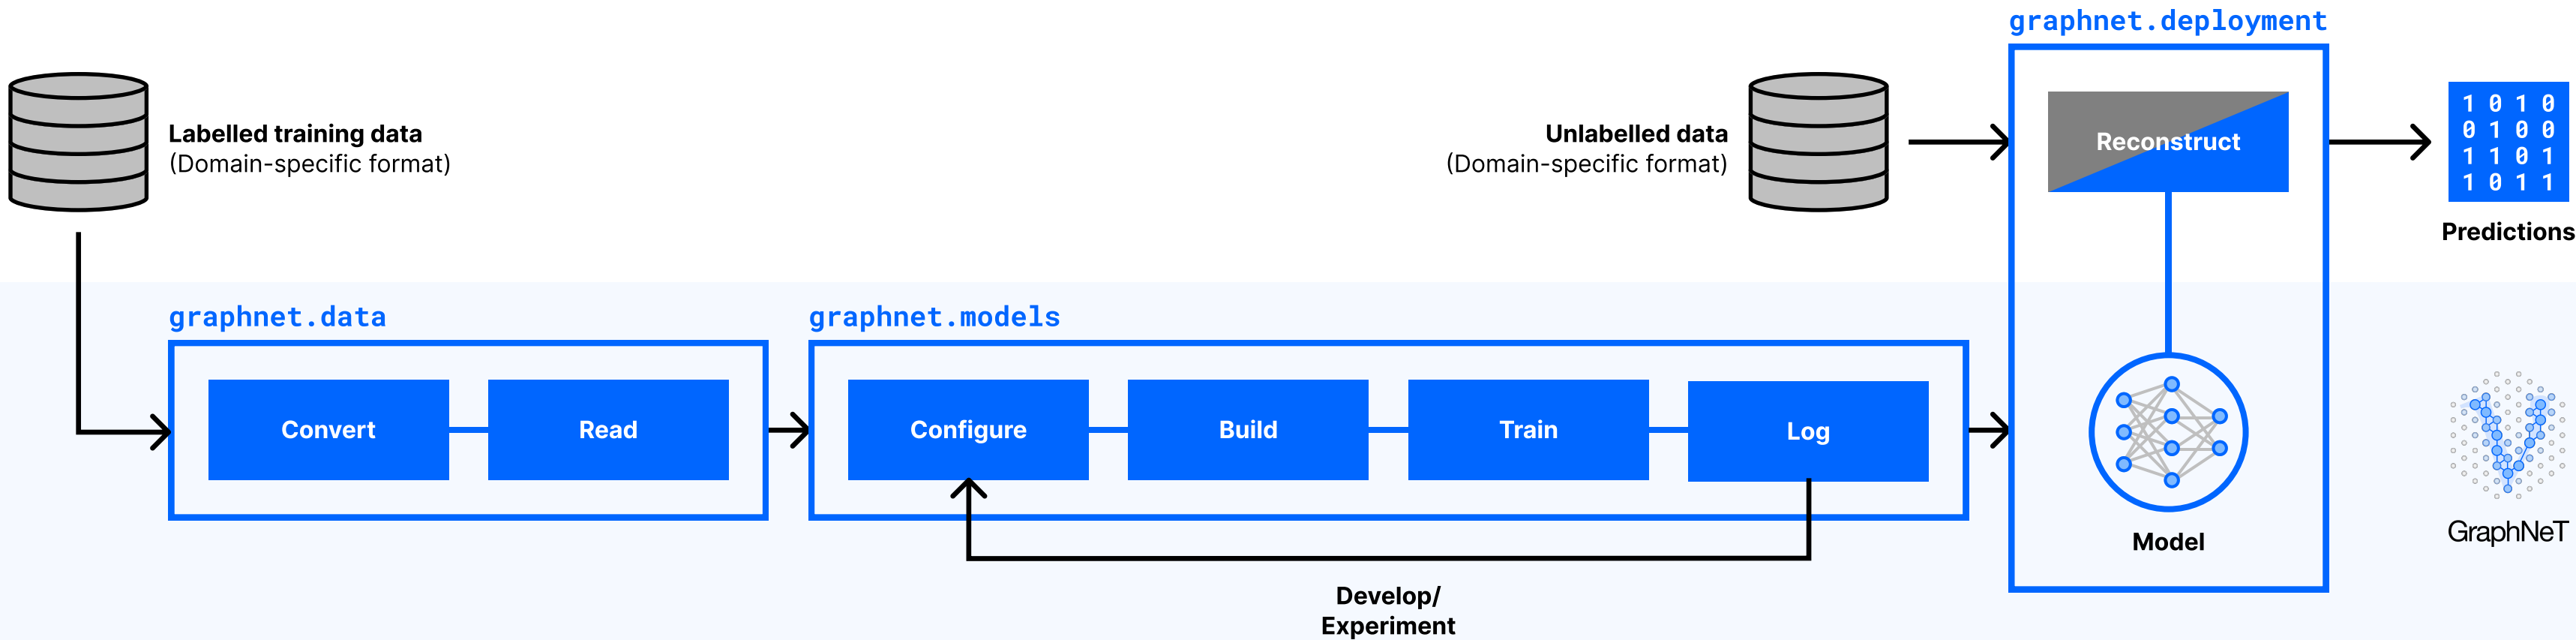 graphnet.deployment
Labelled training data
(Domain-specific format)
Unlabelled data
(Domain-specific format)
Reconstruct
1 0 1 0
0 1 0 0
1 1 0 1
1 0 1 1
Predictions
graphnet.data
Convert
Read
graphnet.models
Configure
Build
Train
Log
Develop/
Experiment
Model
GraphNeT